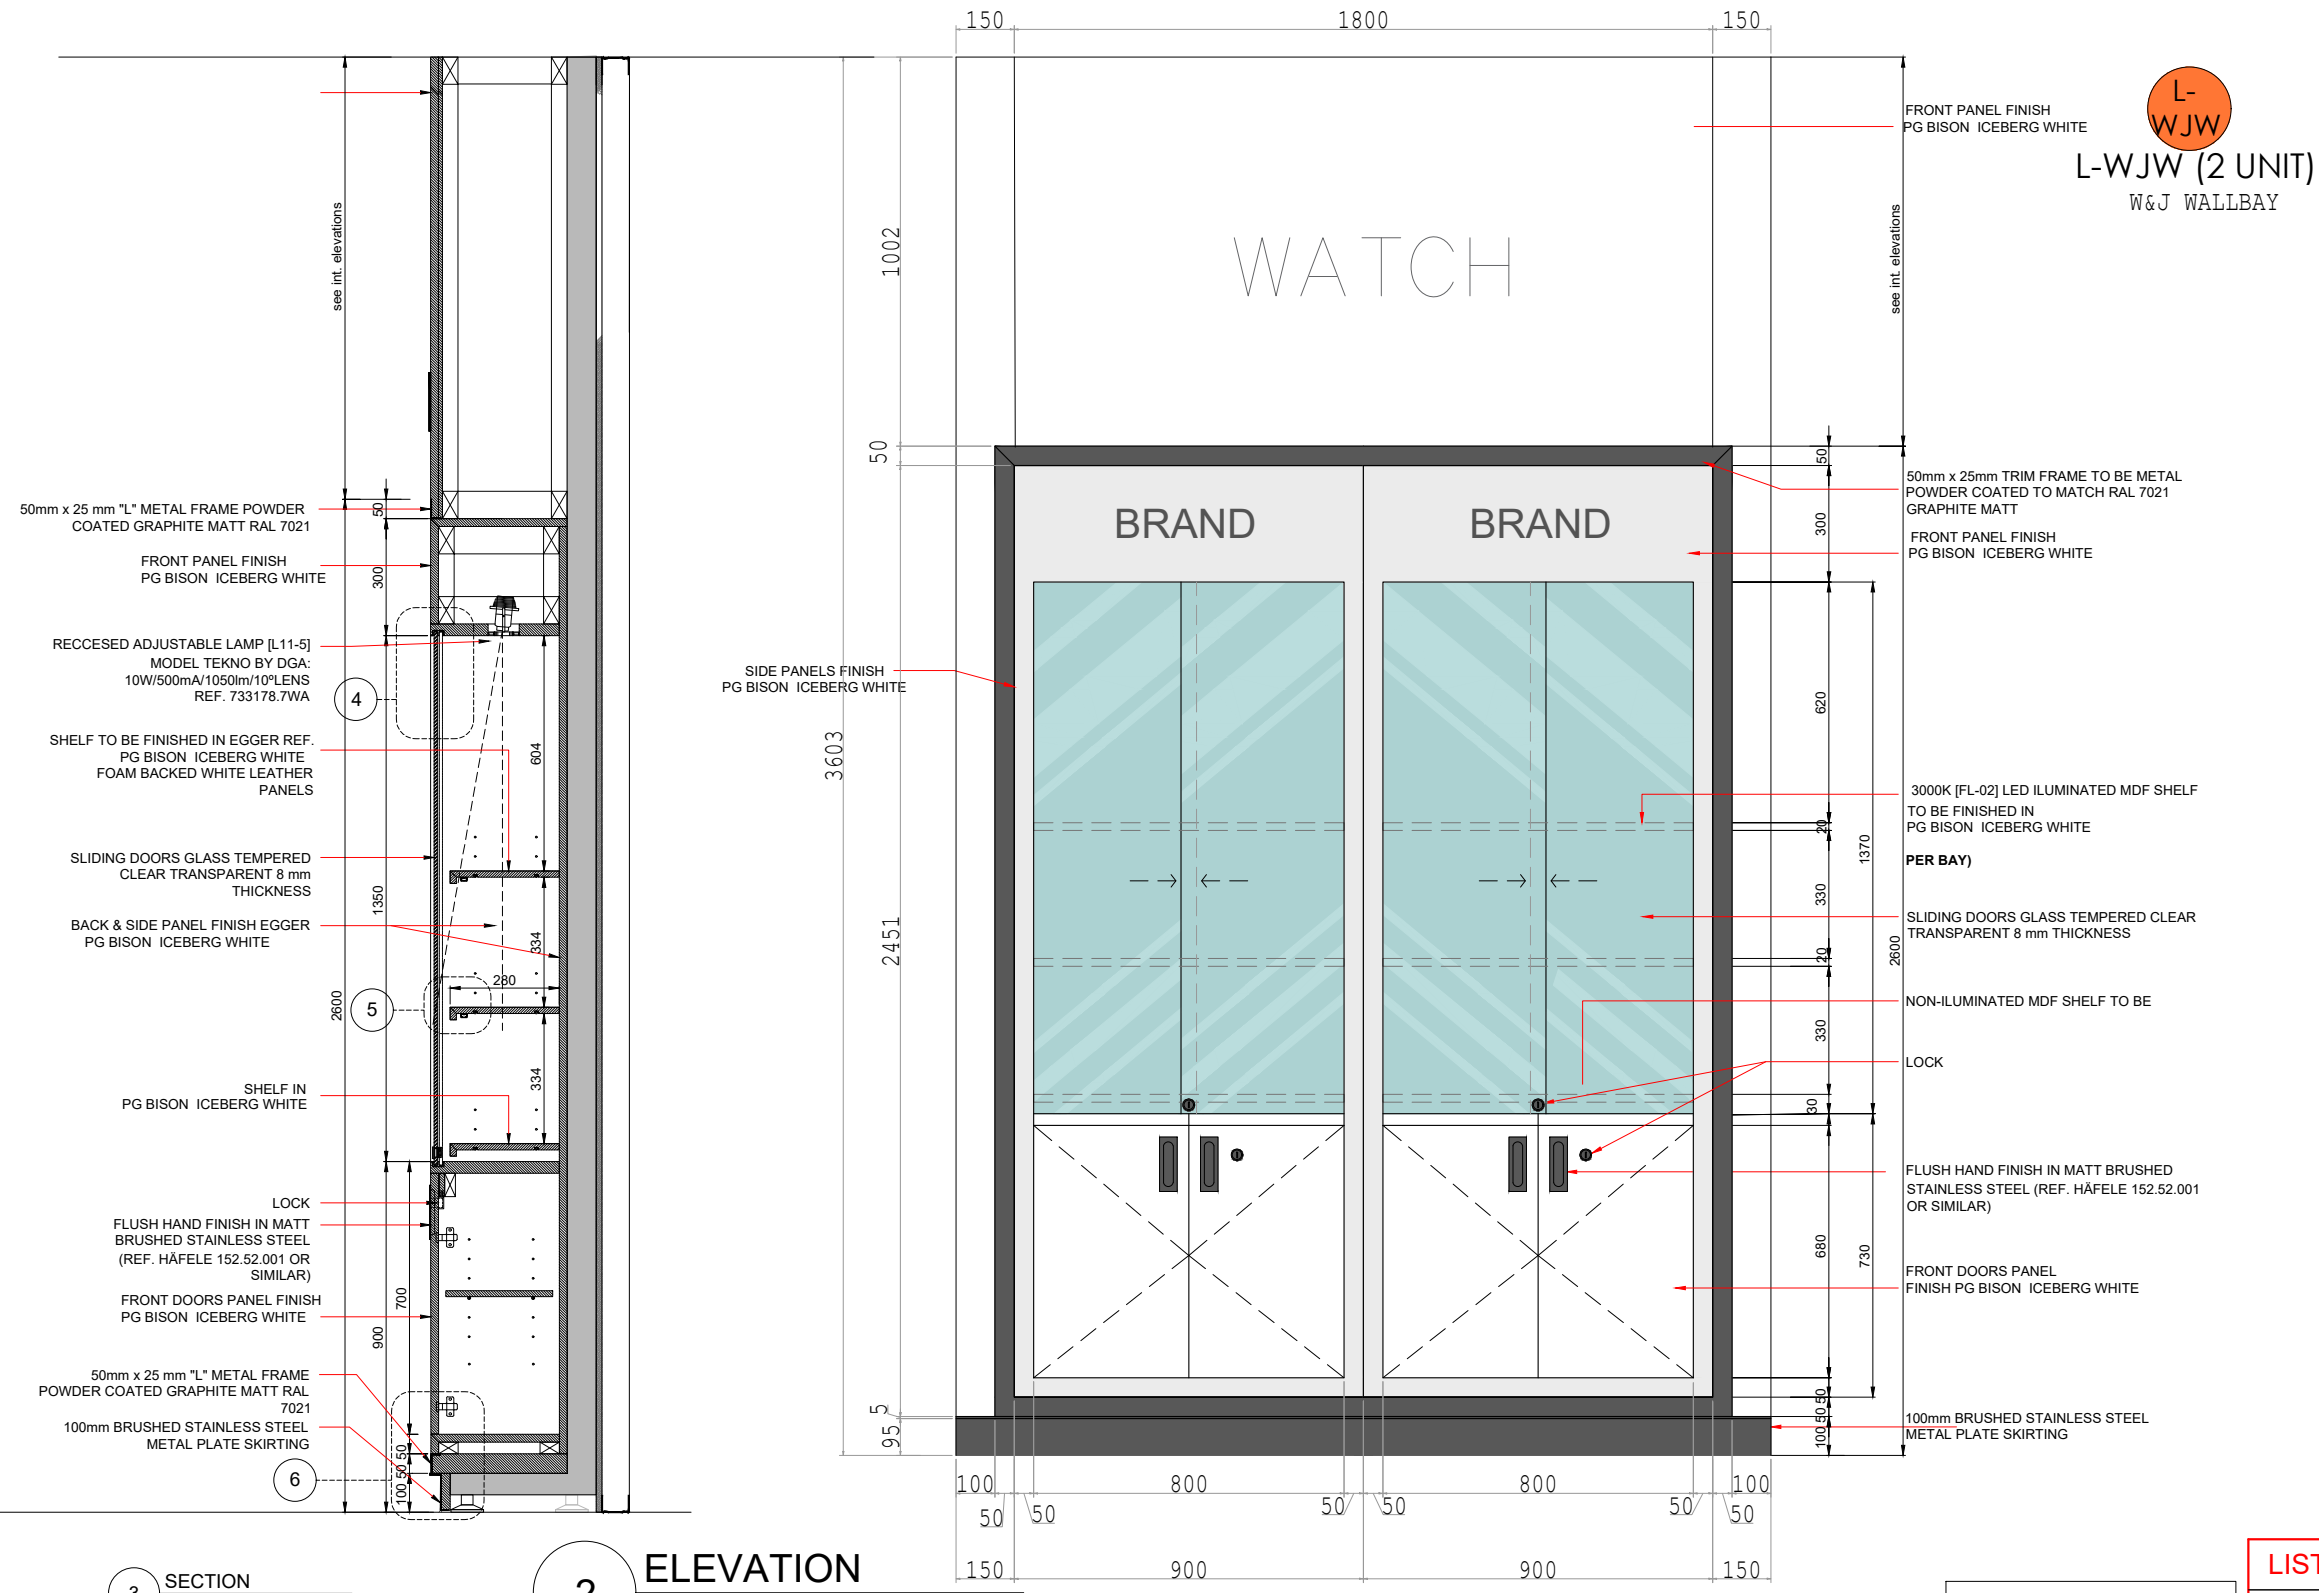 150
1800
150
L-
WJW
L-WJW (2 UNIT)
W&J WALLBAY
FRONT PANEL FINISH
PG BISON ICEBERG WHITE
see int. elevations
1002
WATCH
see int. elevations
50
50mm x 25 mm "L" METAL FRAME POWDER
COATED GRAPHITE MATT RAL 7021
FRONT PANEL FINISH
PG BISON ICEBERG WHITE
RECCESED ADJUSTABLE LAMP [L11-5]
MODEL TEKNO BY DGA:
10W/500mA/1050lm/10ºLENS
REF. 733178.7WA
4
SHELF TO BE FINISHED IN EGGER REF.
PG BISON ICEBERG WHITE
FOAM BACKED WHITE LEATHER
PANELS
SLIDING DOORS GLASS TEMPERED
CLEAR TRANSPARENT 8 mm
THICKNESS
BACK & SIDE PANEL FINISH EGGER
PG BISON ICEBERG WHITE
5
SHELF IN
PG BISON ICEBERG WHITE
LOCK
FLUSH HAND FINISH IN MATT
BRUSHED STAINLESS STEEL
(REF. HÄFELE 152.52.001 OR
SIMILAR)
FRONT DOORS PANEL FINISH
PG BISON ICEBERG WHITE
50mm x 25 mm "L" METAL FRAME
POWDER COATED GRAPHITE MATT RAL
7021
100mm BRUSHED STAINLESS STEEL
METAL PLATE SKIRTING
6
50
300
1350
2600
604
334
280
334
700
900
50
50
100
SIDE PANELS FINISH
PG BISON ICEBERG WHITE
3603
2451
5
95
BRAND
BRAND
50
300
620
20
330
20
330
30
680
50
50
100
1370
730
2600
50mm x 25mm TRIM FRAME TO BE METAL
POWDER COATED TO MATCH RAL 7021
GRAPHITE MATT
FRONT PANEL FINISH
PG BISON ICEBERG WHITE
3000K [FL-02] LED ILUMINATED MDF SHELF
TO BE FINISHED IN
PG BISON ICEBERG WHITE
PER BAY)
SLIDING DOORS GLASS TEMPERED CLEAR
TRANSPARENT 8 mm THICKNESS
NON-ILUMINATED MDF SHELF TO BE
LOCK
FLUSH HAND FINISH IN MATT BRUSHED
STAINLESS STEEL (REF. HÄFELE 152.52.001
OR SIMILAR)
FRONT DOORS PANEL
FINISH PG BISON ICEBERG WHITE
100mm BRUSHED STAINLESS STEEL
METAL PLATE SKIRTING
100
800
800
100
50
50
50
50
50
50
150
900
900
150
3
SECTION
2
ELEVATION
LIST